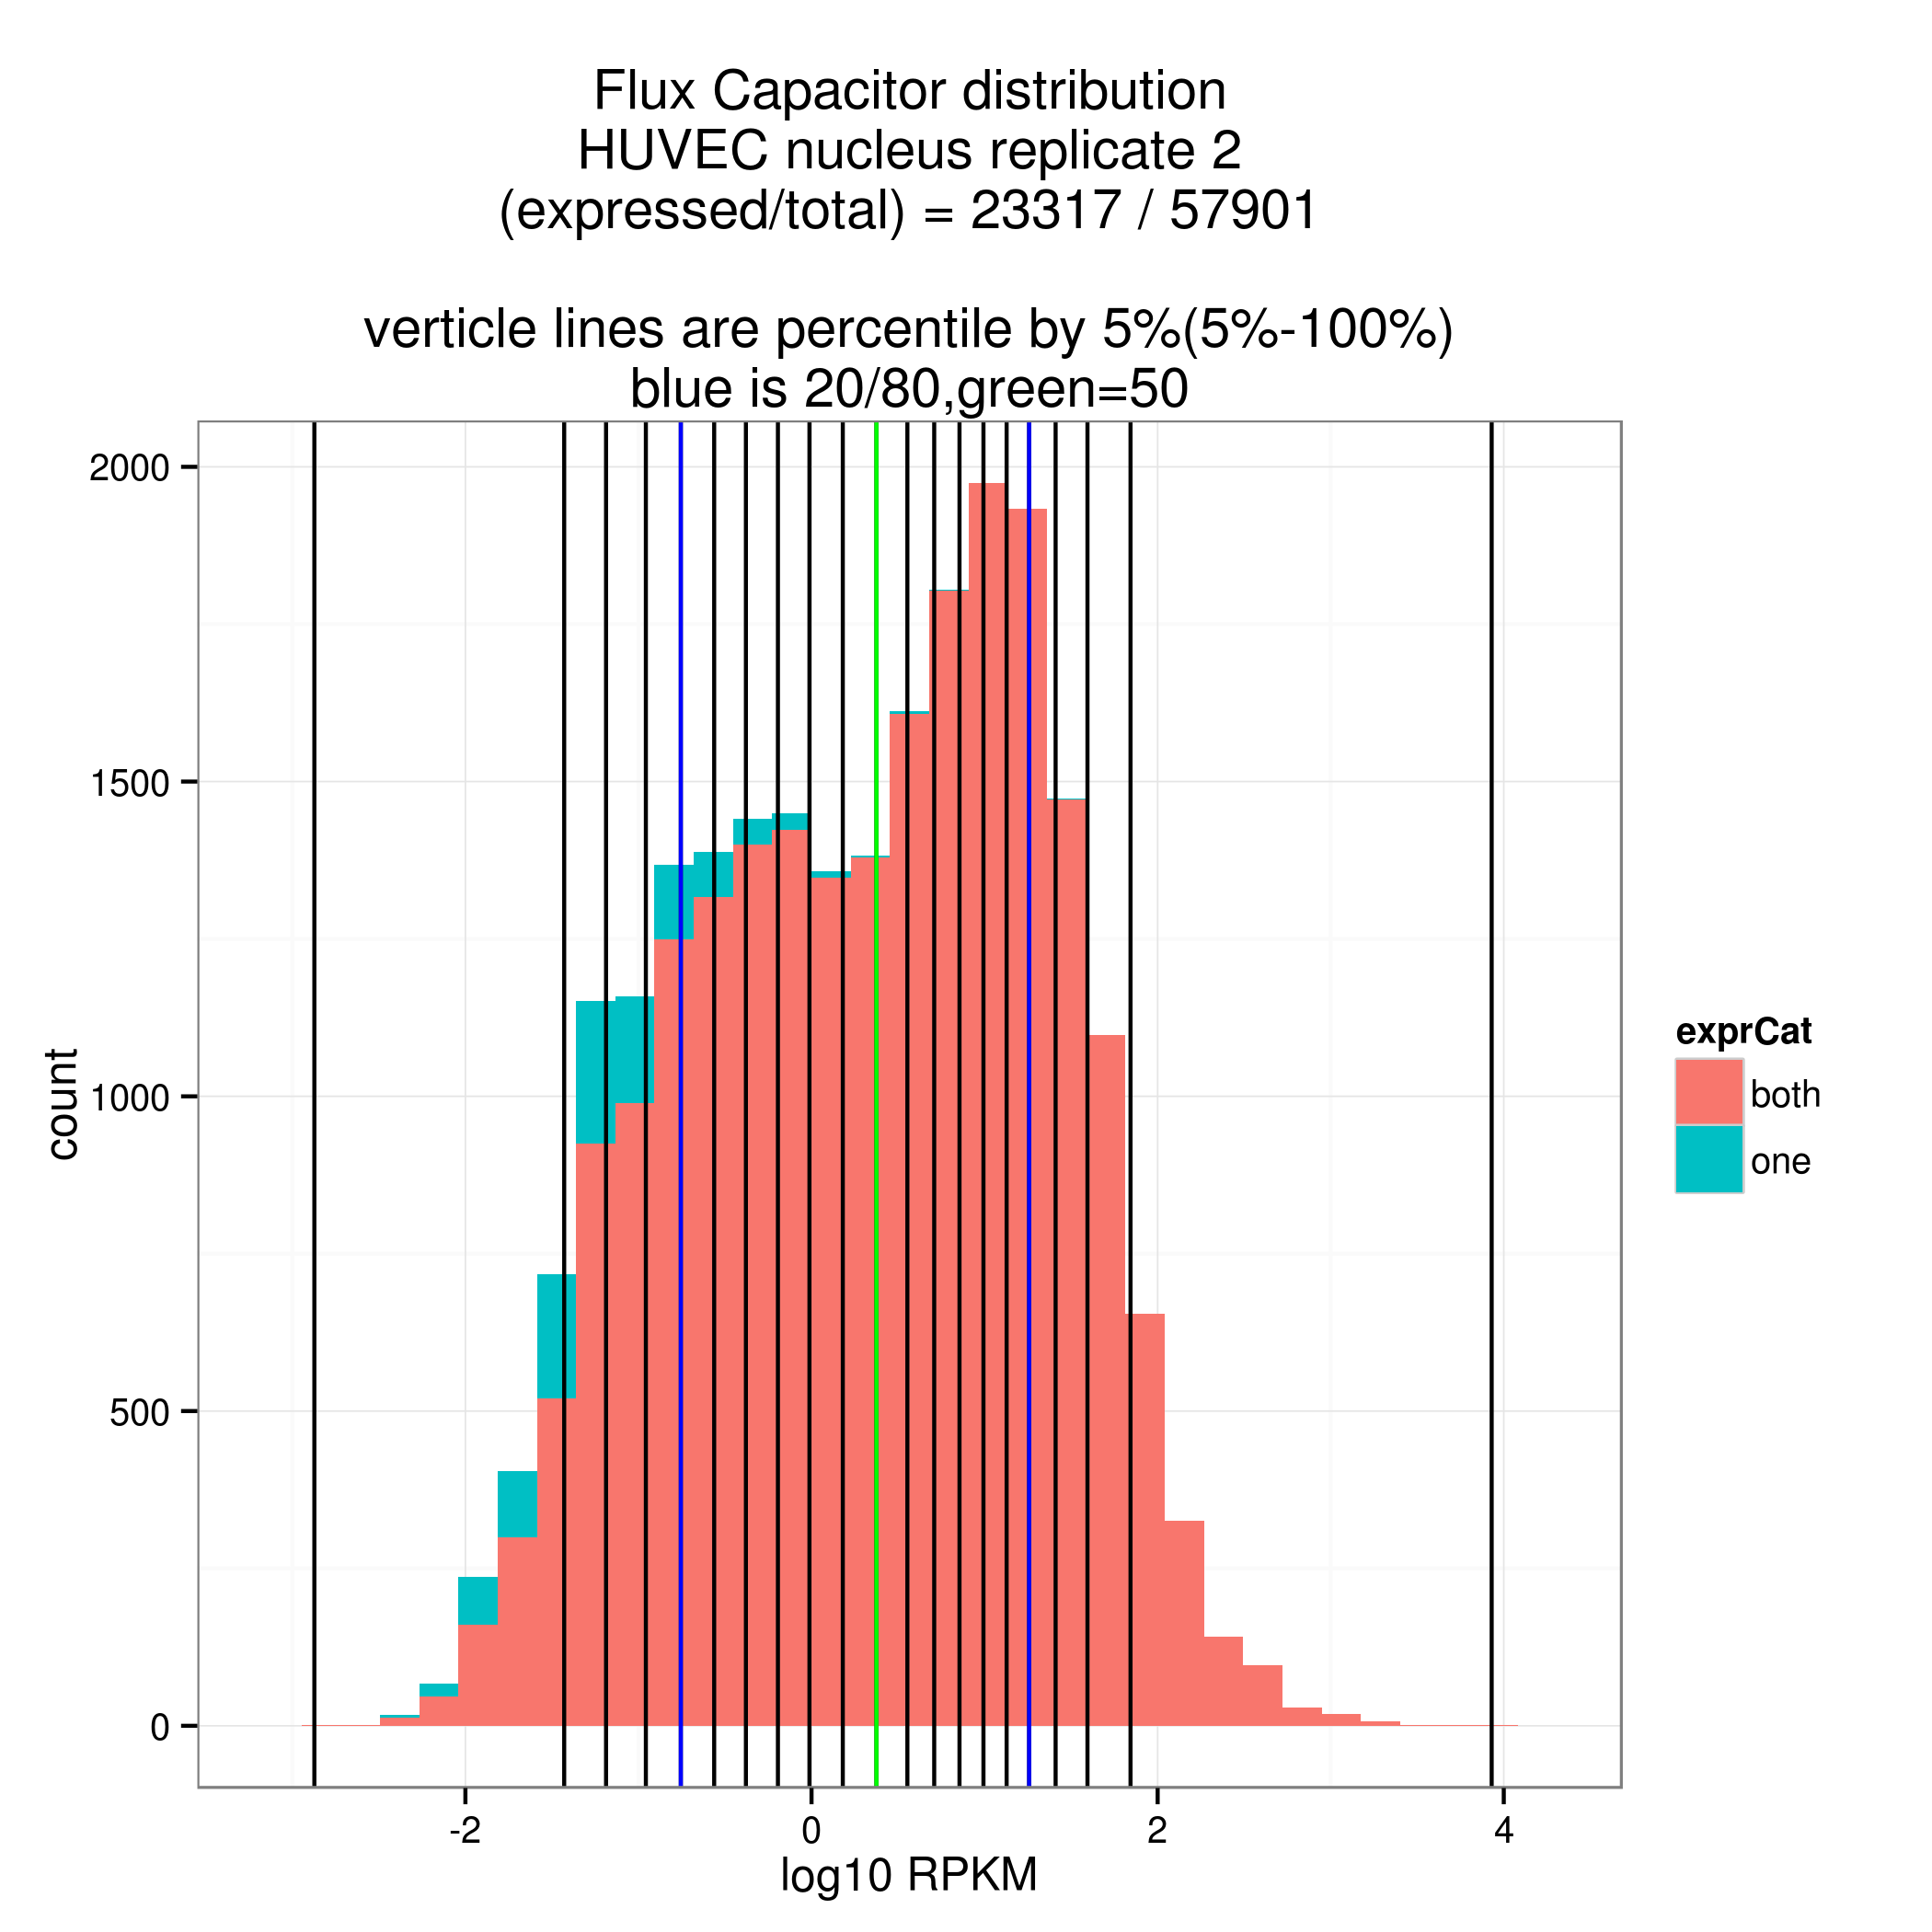 Flux Capacitor distribution
HUVEC nucleus replicate 2
(expressed/total) = 23317 / 57901
verticle lines are percentile by 5%(5%-100%)
blue is 20/80,green=50
2000
1500
1000
500
0
count
-2
0
2
4
log10 RPKM
exprCat
both
one